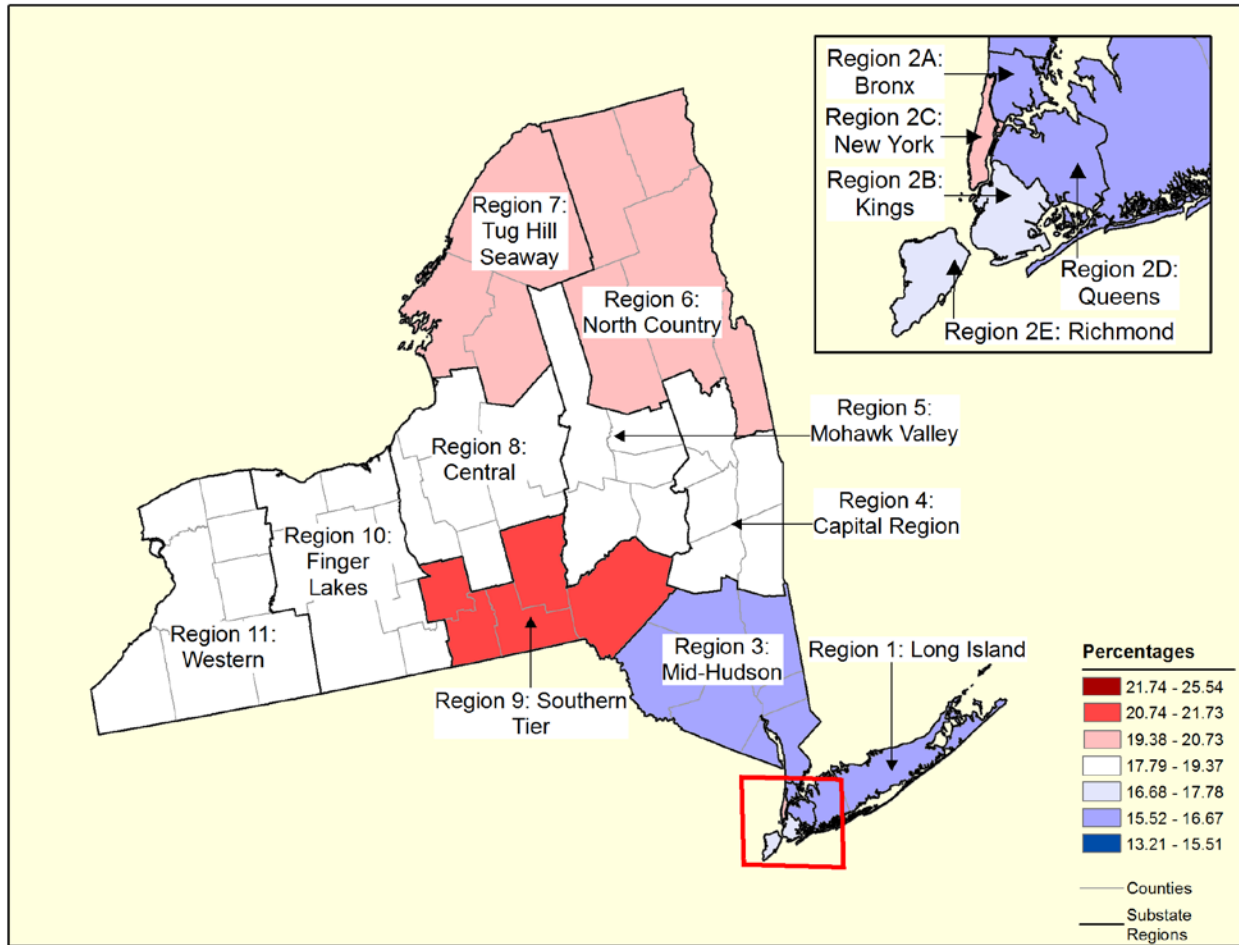 Region 2A:
Bronx
Region 2C:
New York
Region 2B:
Kings
Region 2D:
Queens
Region 2E: Richmond
Region 7:
Tug Hill
Seaway
Region 6:
North Country
Region 5:
Mohawk Valley
Region 8:
Central
Region 4:
Capital Region
Region 10:
Finger
Lakes
Region 11:
Western
Region 3:
Mid-Hudson
Region 1: Long Island
Region 9: Southern
Tier
Percentages
21.74 - 25.54
20.74 - 21.73
19.38 - 20.73
17.79 - 19.37
16.68 - 17.78
15.52 - 16.67
13.21 - 15.51
Counties
Substate
Regions